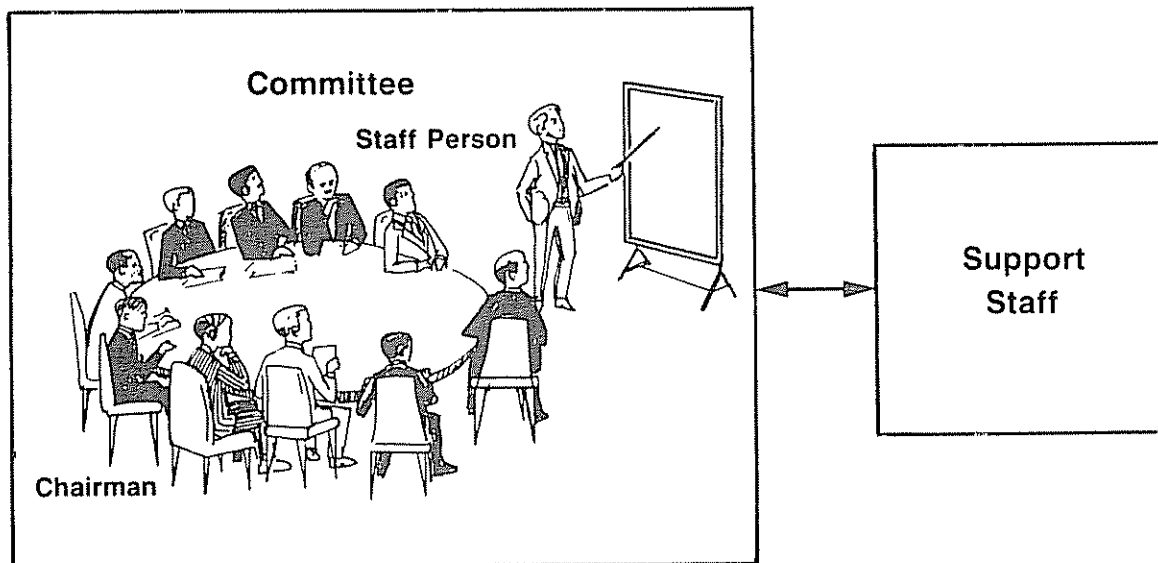 Committee
Staff Person
Chairman
Support
Staff